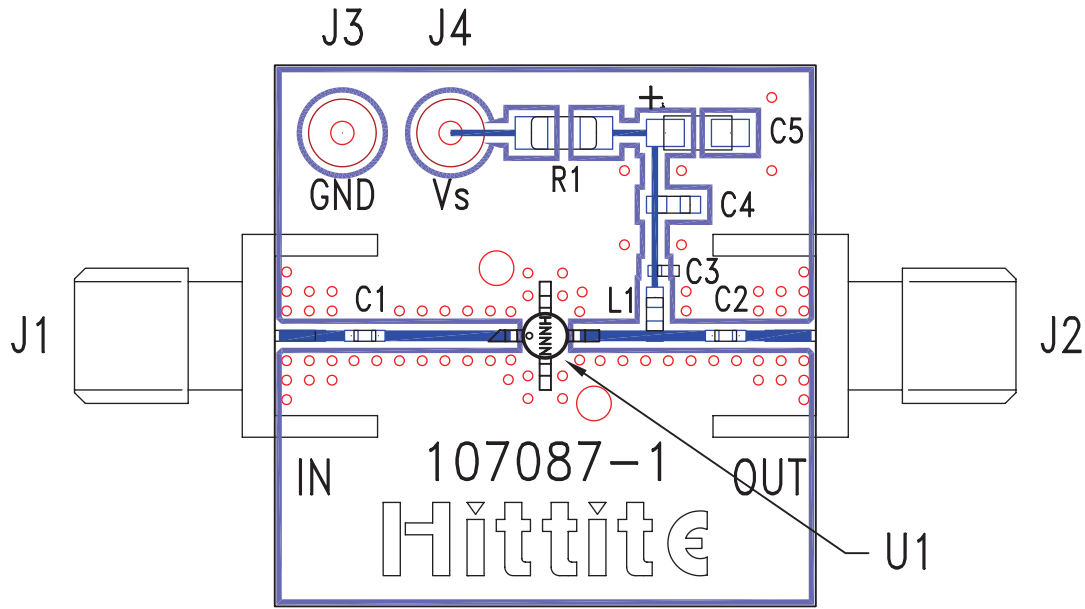 J3 J4
+
C5
R1
GND Vs
C4
C3
C1 L1 C2
J1 J2
HNNN
107087-1
IN OUT
Hittite
U1